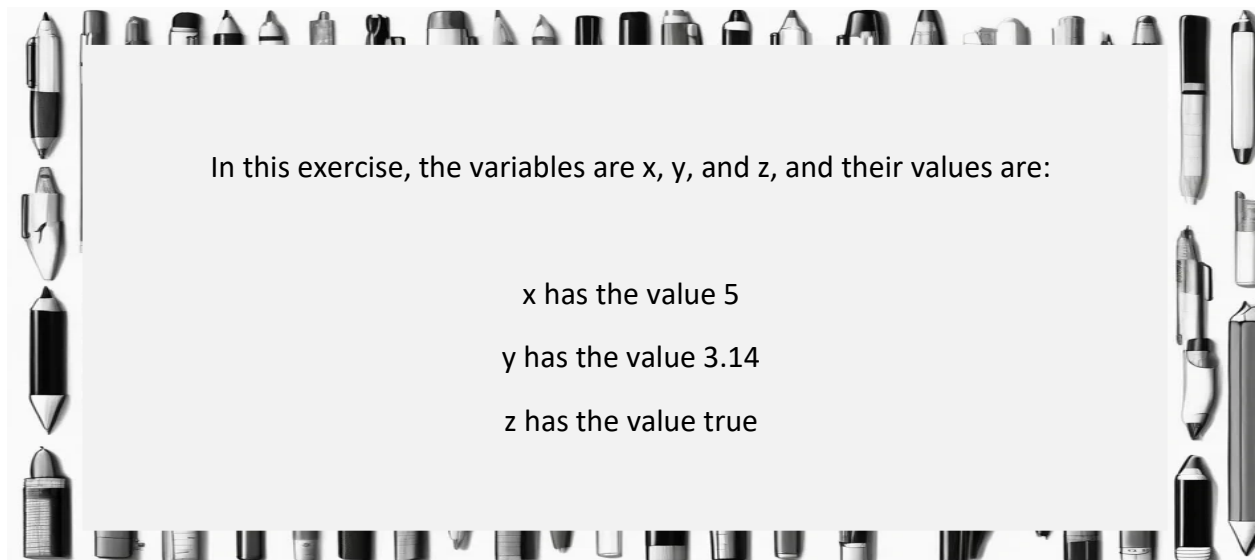 In this exercise, the variables are x, y, and z, and their values are:
x has the value 5
y has the value 3.14
z has the value true